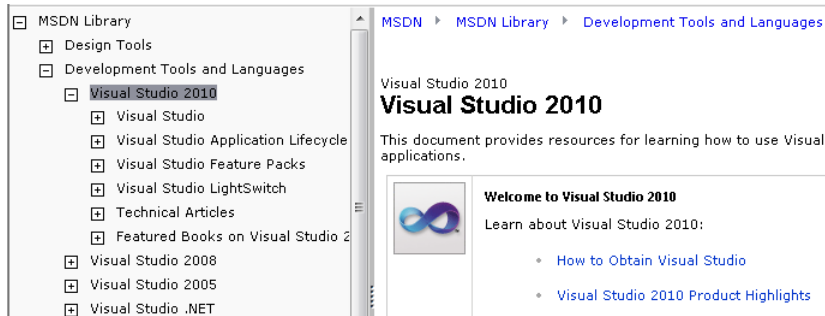 MSDN Library
Design Tools
Development Tools and Languages
Visual Studio 2010
Visual Studio
Visual Studio Application Lifecycle
Visual Studio Feature Packs
Visual Studio LightSwitch
Technical Articles
Featured Books on Visual Studio 2
Visual Studio 2008
Visual Studio 2005
Visual Studio .NET
MSDN MSDN Library Development Tools and Languages
Visual Studio 2010
Visual Studio 2010
This document provides resources for learning how to use Visual
applications.
Welcome to Visual Studio 2010
Learn about Visual Studio 2010:
How to Obtain Visual Studio
Visual Studio 2010 Product Highlights